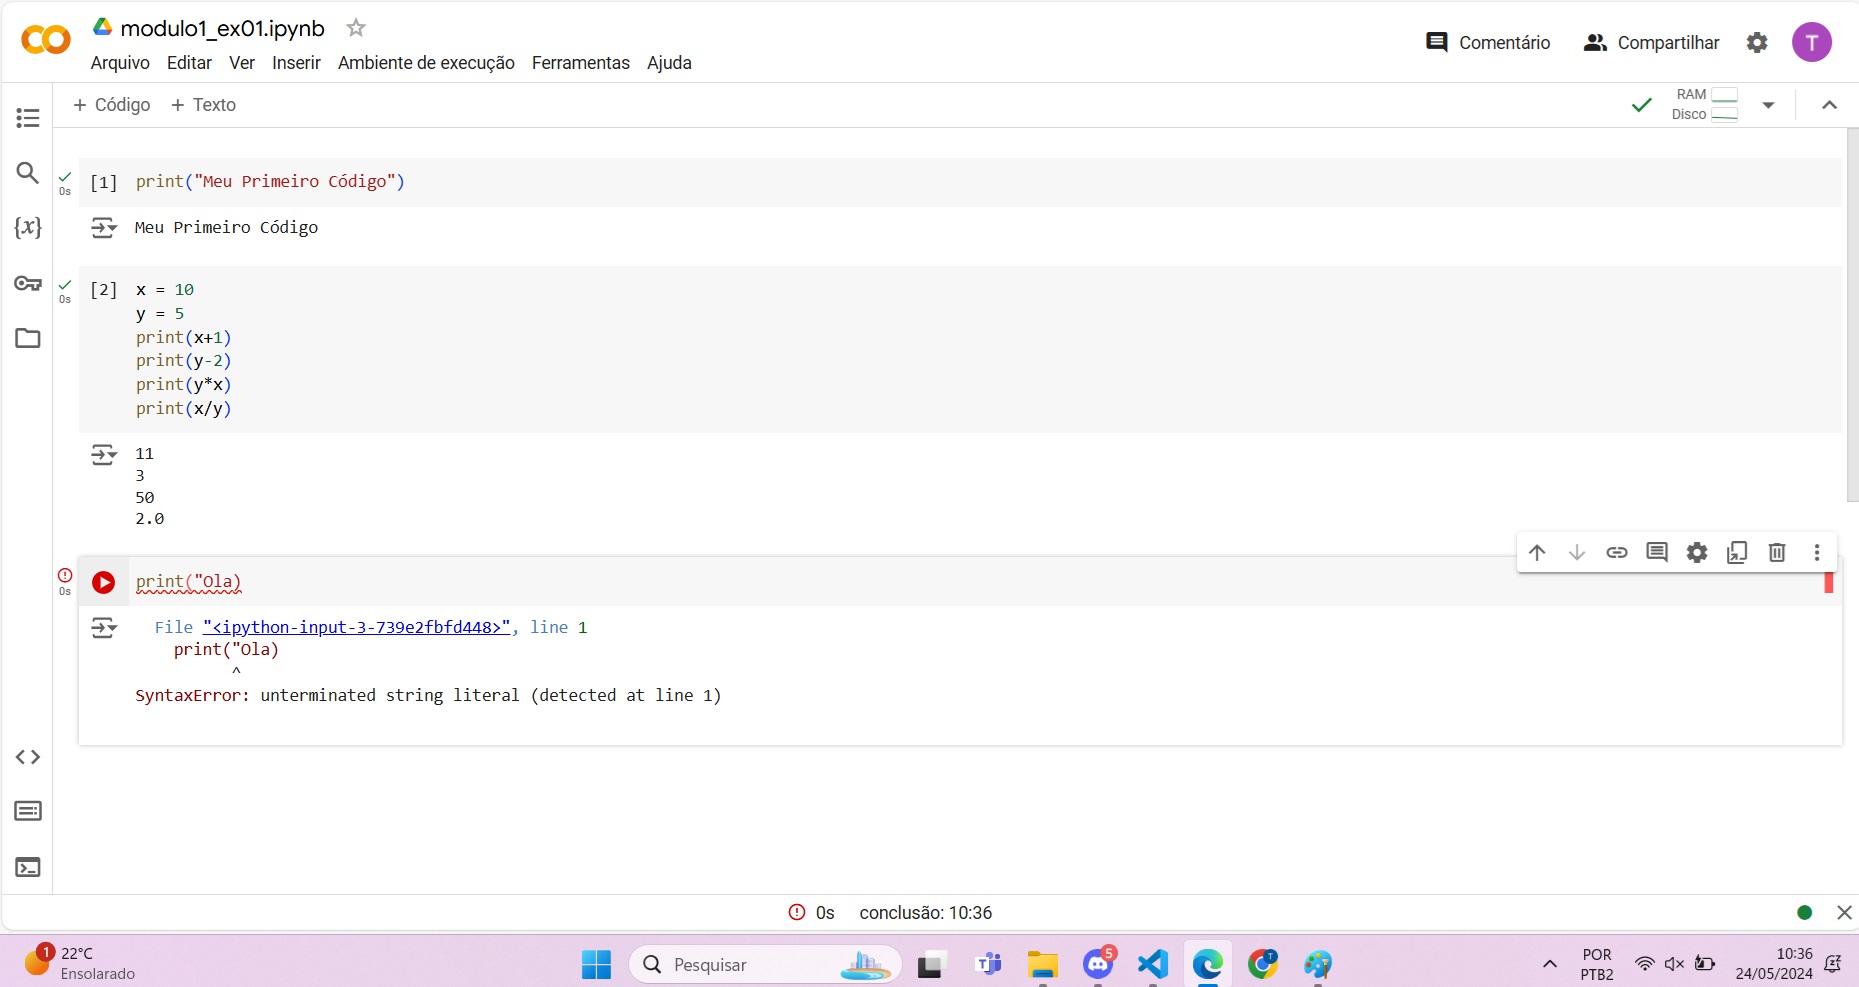 modulo1_ex01.ipynb
Arquivo Editar Ver Inserir Ambiente de execução Ferramentas Ajuda
Comentário Compartilhar T
+ Código + Texto
RAM
Disco
0s [1] print("Meu Primeiro Código")
Meu Primeiro Código
0s [2] x = 10
y = 5
print(x+1)
print(y-2)
print(y*x)
print(x/y)
11
3
50
2.0
0s print("Ola)
File "<ipython-input-3-739e2fbfd448>", line 1
print("Ola)
^
SyntaxError: unterminated string literal (detected at line 1)
{x}
0s conclusão: 10:36
1 22°C
Ensolarado
Pesquisar
5
T
POR
PTB2
10:36
24/05/2024